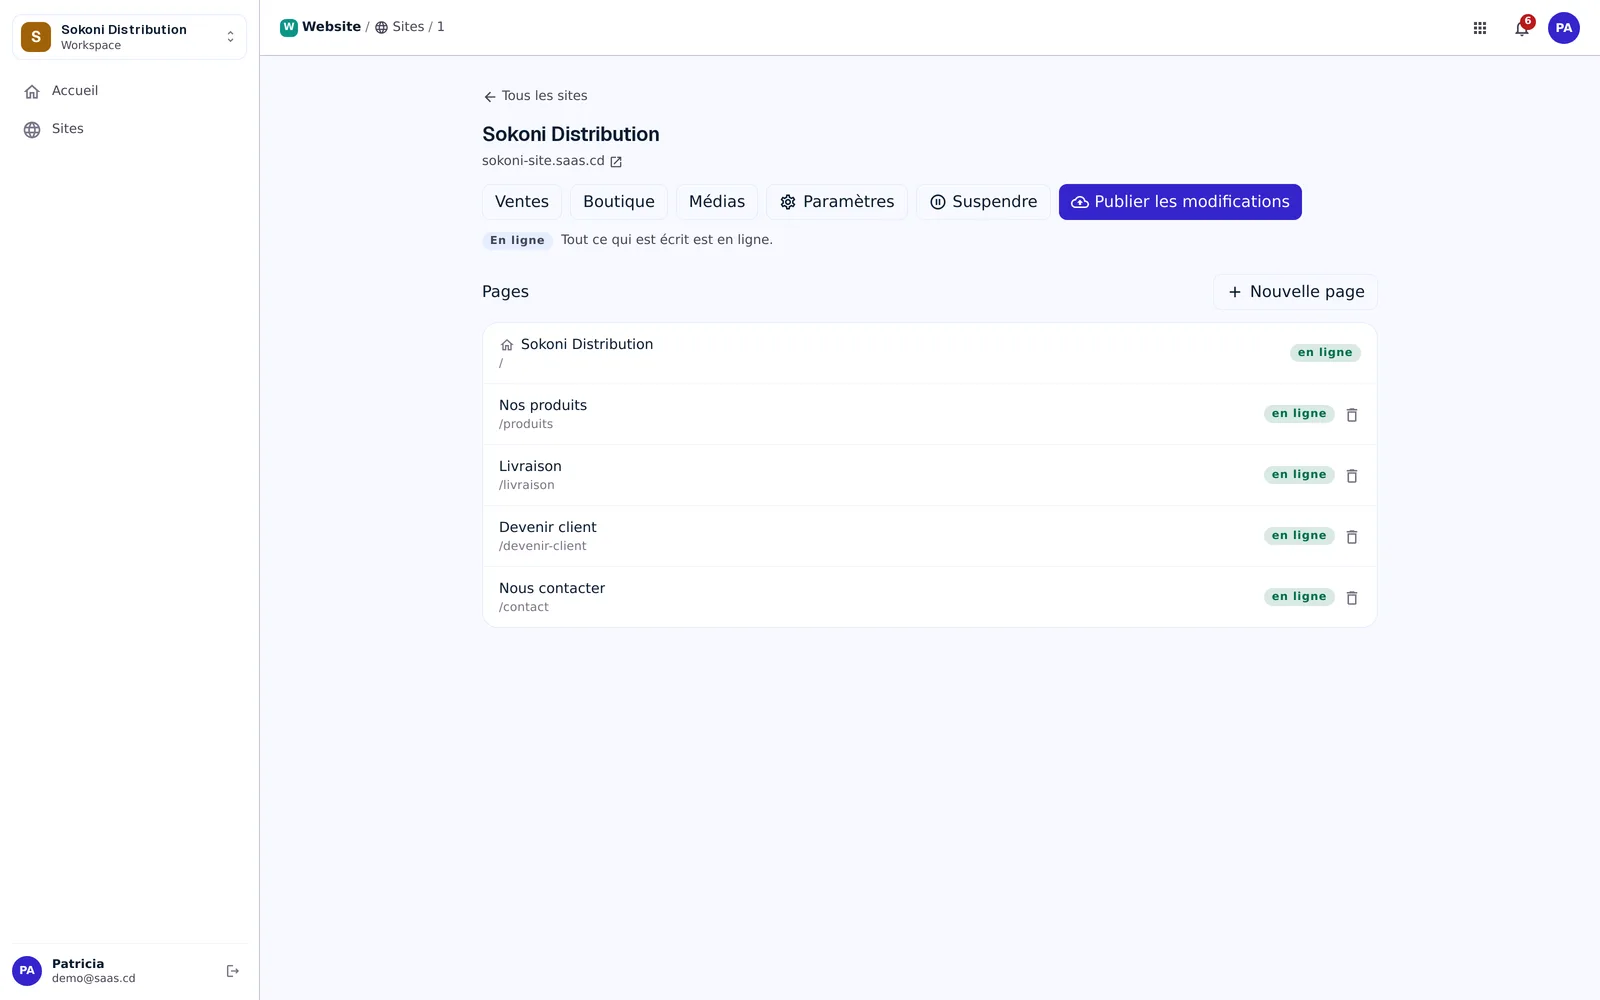 S
Sokoni Distribution
Workspace
Accueil
Sites
W Website / Sites / 1
6
PA
Tous les sites
Sokoni Distribution
sokoni-site.saas.cd
Ventes
Boutique
Médias
Paramètres
Suspendre
Publier les modifications
En ligne
Tout ce qui est écrit est en ligne.
Pages
Nouvelle page
Sokoni Distribution
/
en ligne
Nos produits
/produits
en ligne
Livraison
/livraison
en ligne
Devenir client
/devenir-client
en ligne
Nous contacter
/contact
en ligne
PA
Patricia
demo@saas.cd